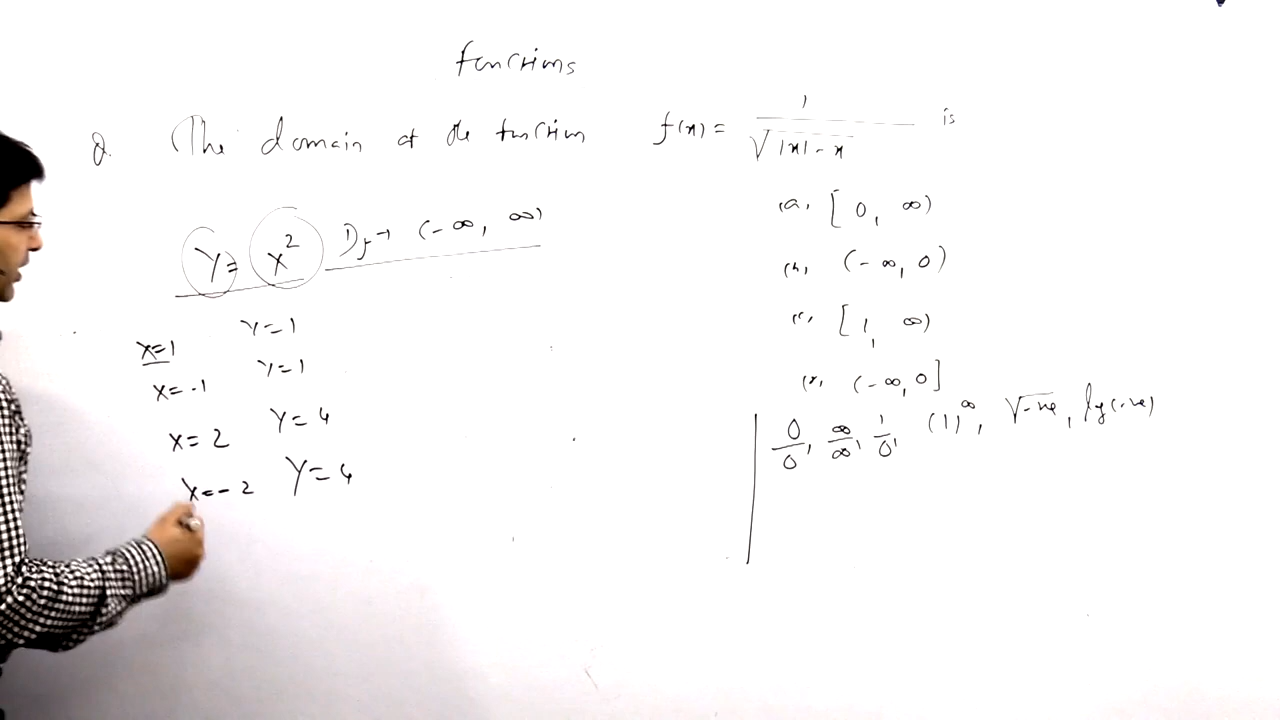 functions
Q. The domain of the function f(x) = 1/√(|x| - x) is
(a, [0, ∞)
(b, (-∞, 0)
(c, [1, ∞)
(d, (-∞, 0]
Y = x² Df → (-∞, ∞)
x=1 y=1
x=-1 y=1
x=2 y=4
x=-2 y=4
0/0, ∞/∞, 1/0, (1)^∞, √-ve, log(-ve)